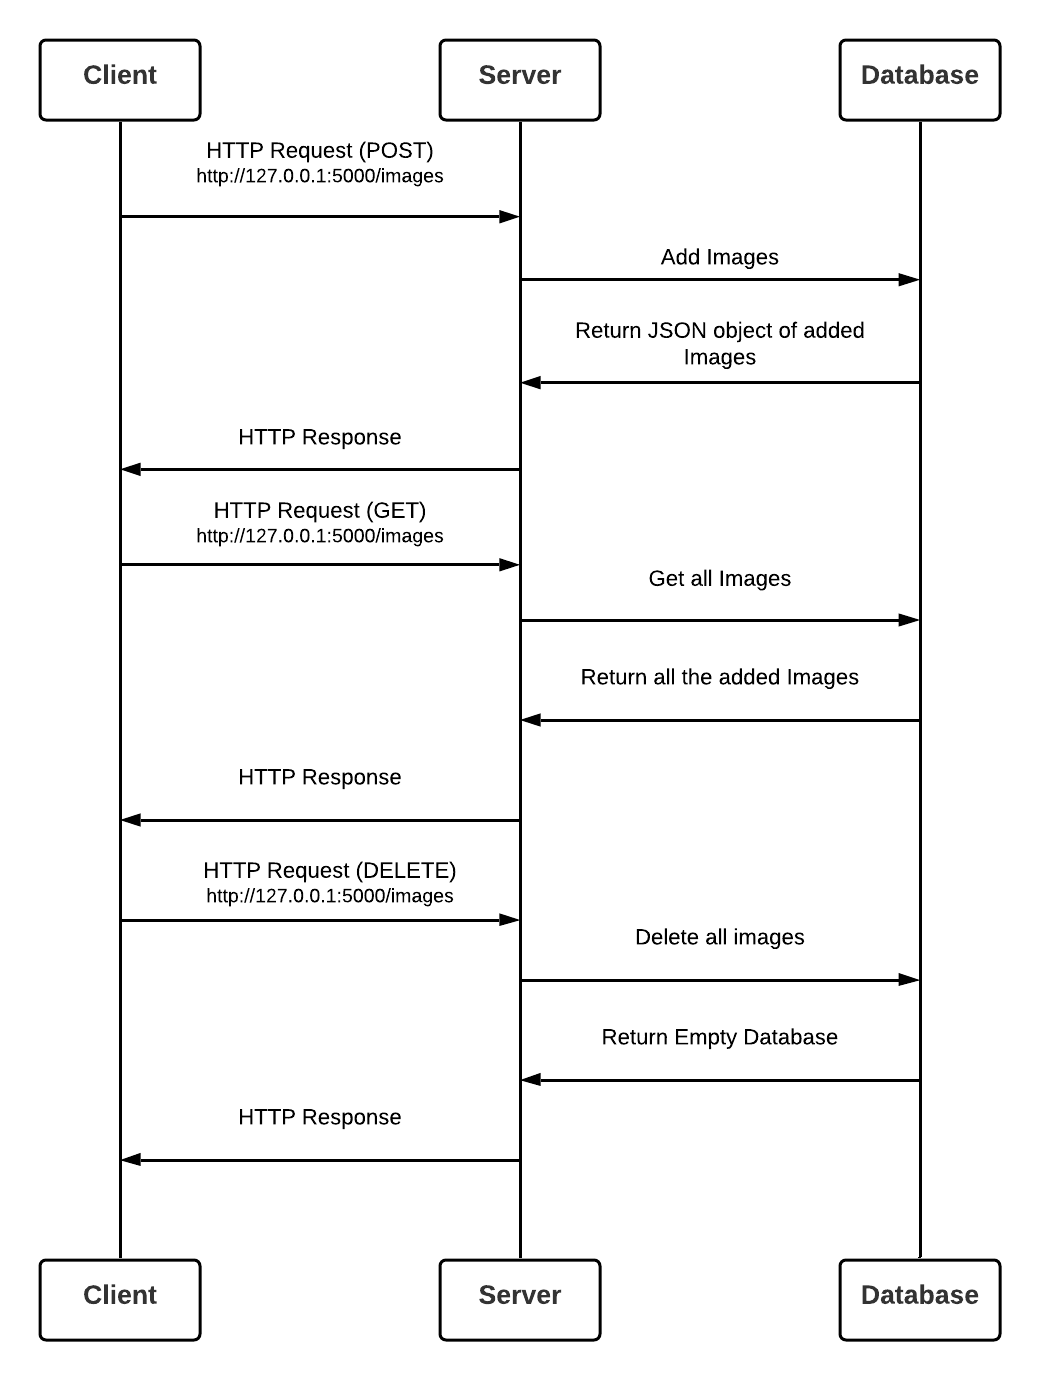 Client
Server
Database
HTTP Request (POST)
http://127.0.0.1:5000/images
Add Images
Return JSON object of added
Images
HTTP Response
HTTP Request (GET)
http://127.0.0.1:5000/images
Get all Images
Return all the added Images
HTTP Response
HTTP Request (DELETE)
http://127.0.0.1:5000/images
Delete all images
Return Empty Database
HTTP Response
Client
Server
Database